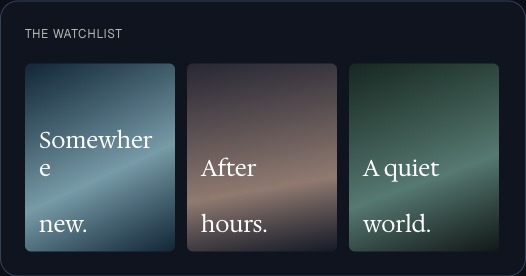 THE WATCHLIST
Somewher
e
new.
After
hours.
A quiet
world.